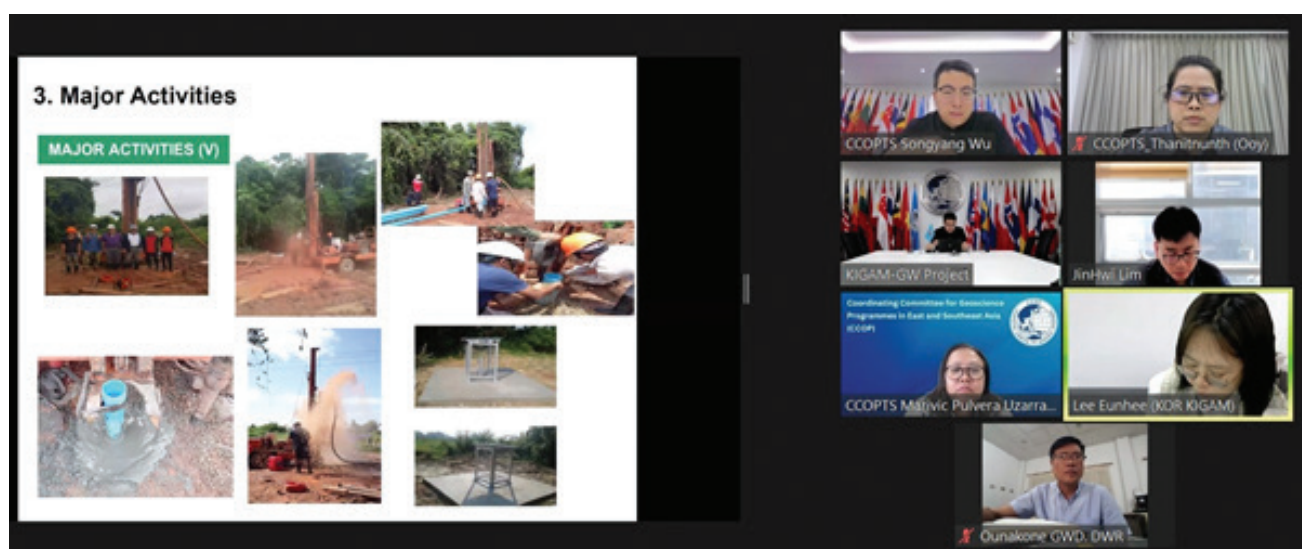 3. Major Activities
MAJOR ACTIVITIES (V)
CCOPTS Songyang Wu
CCOPTS_Thanitnunth (Ooy)
KIGAM-GW Project
JinHwi Lim
Coordinating Committee for Geoscience
Programmes in East and Southeast Asia
(CCOP)
CCOPTS Marivic Pulvera Uzarra...
Lee Eunhee (KOR KIGAM)
Ounakone GWD. DWR